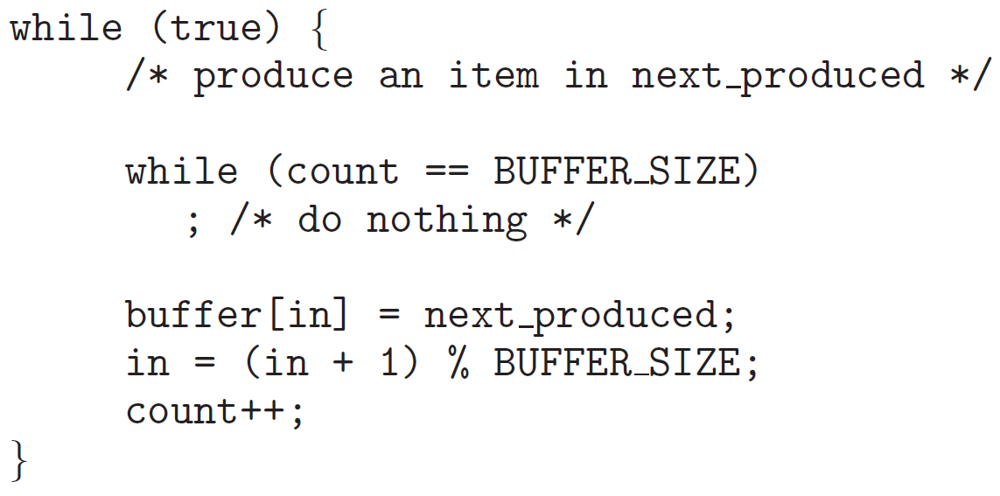 while (true) {
/* produce an item in next_produced */
while (count == BUFFER_SIZE)
; /* do nothing */
buffer[in] = next_produced;
in = (in + 1) % BUFFER_SIZE;
count++;
}